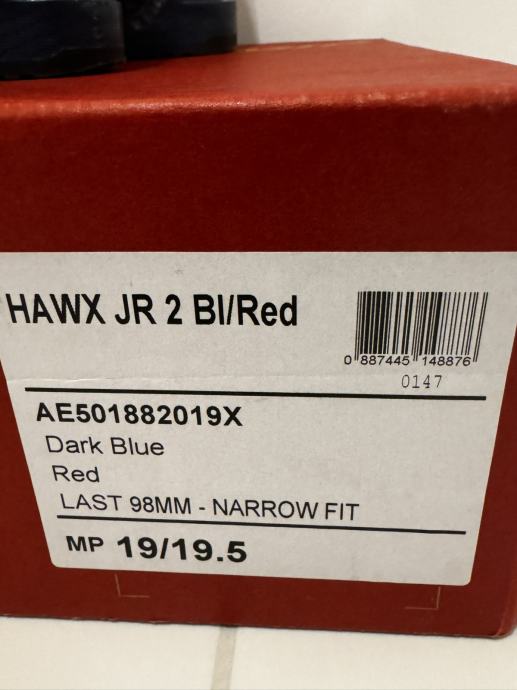 HAWX JR 2 Bl/Red
0 887445 148876
0147
AE501882019X
Dark Blue
Red
LAST 98MM - NARROW FIT
MP 19/19.5